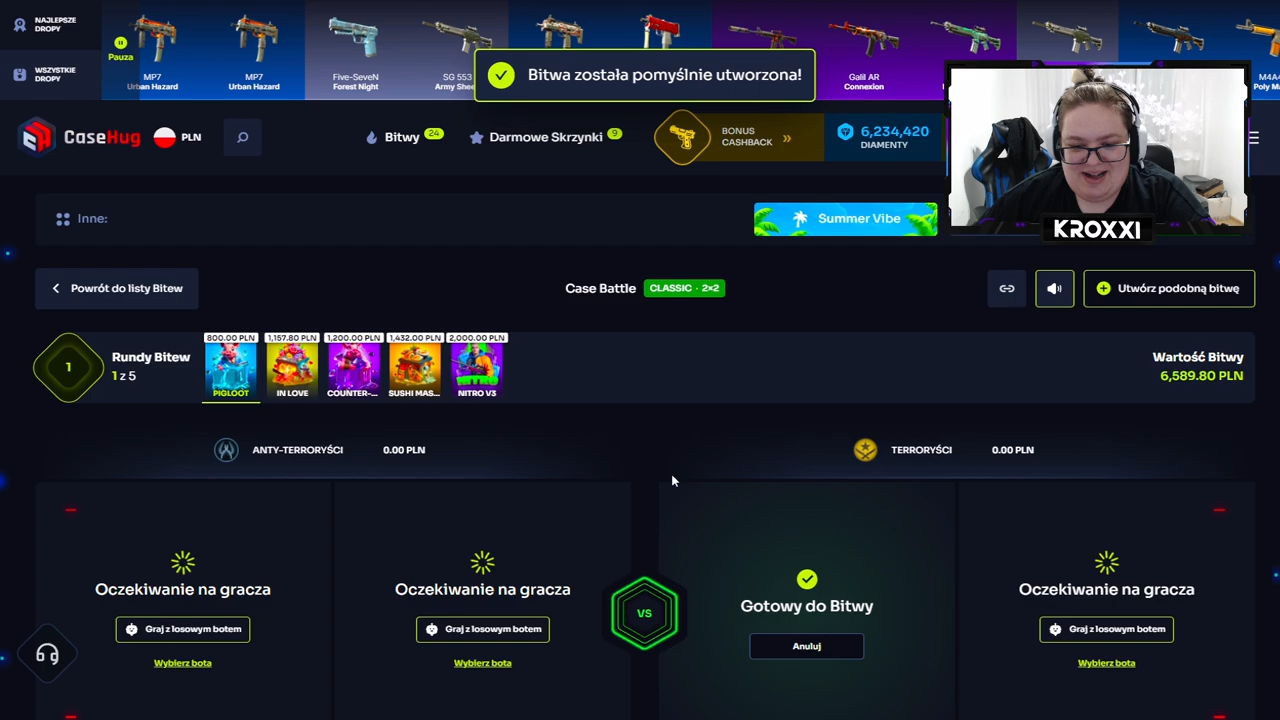 NAJLEPSZE
DROPY
WSZYSTKIE
DROPY
Pauza
MP7
Urban Hazard
MP7
Urban Hazard
Five-SeveN
Forest Night
SG 553
Galil AR
Connexion
Bitwa została pomyślnie utworzona!
CaseHug
PLN
Bitwy
24
Darmowe Skrzynki
9
BONUS
CASHBACK
6,234,420
DIAMENTY
KROXXI
Inne:
Summer Vibe
Powrót do listy Bitew
Case Battle
CLASSIC · 2×2
Utwórz podobną bitwę
1
Rundy Bitew
1 z 5
800.00 PLN
1,157.80 PLN
1,200.00 PLN
1,432.00 PLN
2,000.00 PLN
PIGLOOT
IN LOVE
COUNTER-...
SUSHI MAS...
NITRO V3
Wartość Bitwy
6,589.80 PLN
ANTY-TERRORYŚCI
0.00 PLN
TERRORYŚCI
0.00 PLN
Oczekiwanie na gracza
Graj z losowym botem
Wybierz bota
Oczekiwanie na gracza
Graj z losowym botem
Wybierz bota
VS
Gotowy do Bitwy
Anuluj
Oczekiwanie na gracza
Graj z losowym botem
Wybierz bota